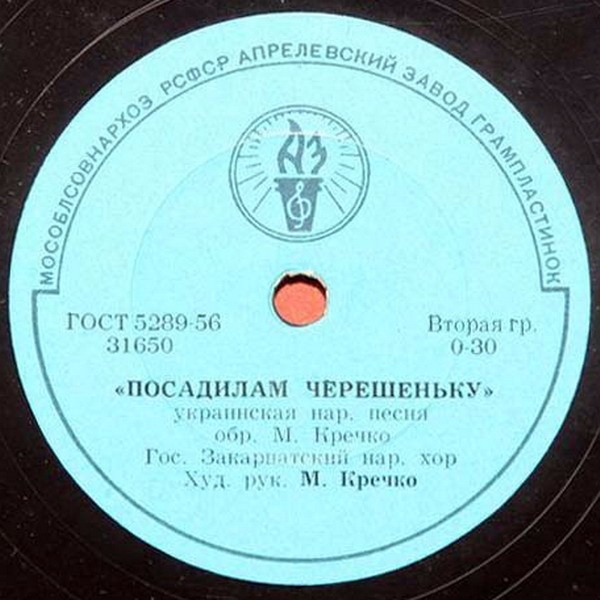 МОСОБЛСОВНАРХОЗ РСФСР АПРЕЛЕВСКИЙ ЗАВОД ГРАМПЛАСТИНОК
АЗ
ГОСТ 5289-56
31650
Вторая гр.
0-30
«ПОСАДИЛАМ ЧЕРЕШЕНЬКУ»
украинская нар. песня
обр. М. Кречко
Гос. Закарпатский нар. хор
Худ. рук. М. Кречко